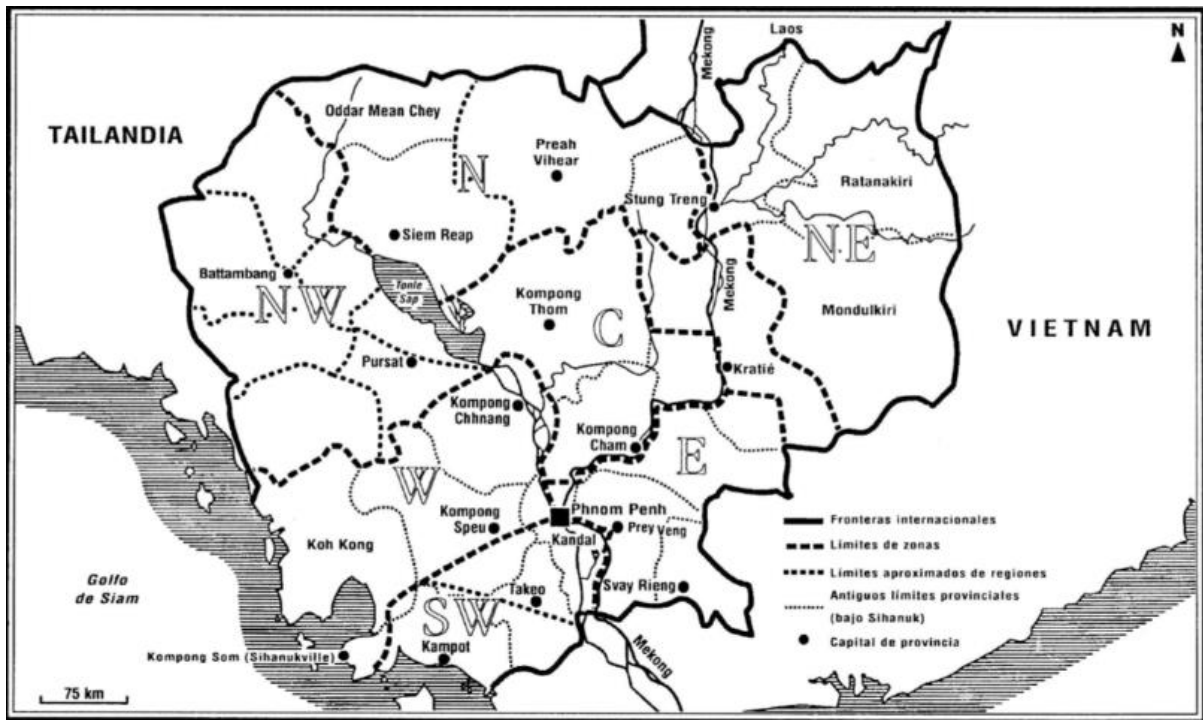 Laos
N
Mekong
TAILANDIA
Oddar Mean Chey
Preah
Vihear
N
Ratanakiri
Stung Treng
Siem Reap
N.E
Battambang
Tonle
Sap
Mekong
N.W
Kompong
Thom
C
Mondulkiri
VIETNAM
Pursat
Kratié
Kompong
Chhnang
Kompong
Cham
E
W
Kompong
Speu
Phnom Penh
Prey Veng
Kandal
Koh Kong
Golfo
de Siam
Takeo
Svay Rieng
SW
Kampot
Kompong Som (Sihanukville)
Mekong
75 km
Fronteras internacionales
Límites de zonas
Límites aproximados de regiones
Antiguos límites provinciales
(bajo Sihanuk)
Capital de provincia